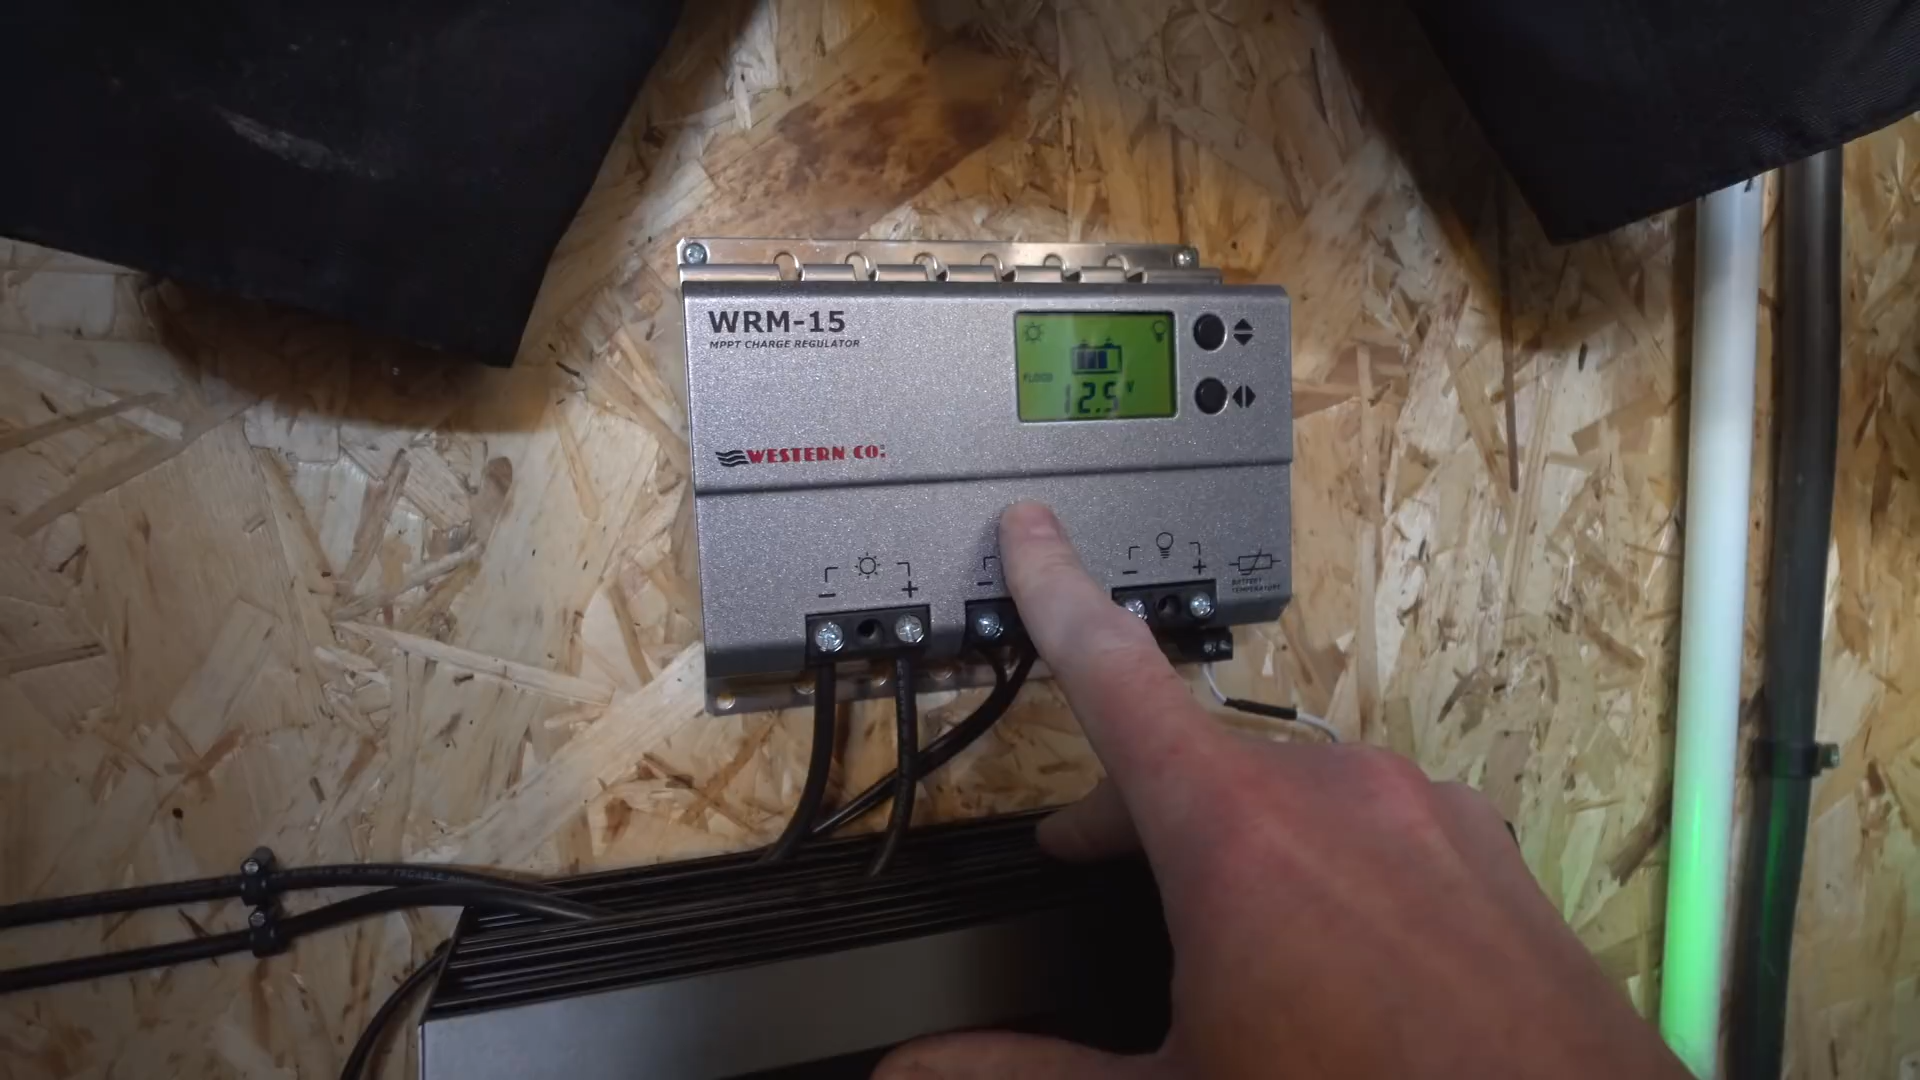 WRM-15
MPPT CHARGE REGULATOR
FLOOD
12.5 V
WESTERN CO.
- +
-
- +
BATTERY
TEMPERATURE